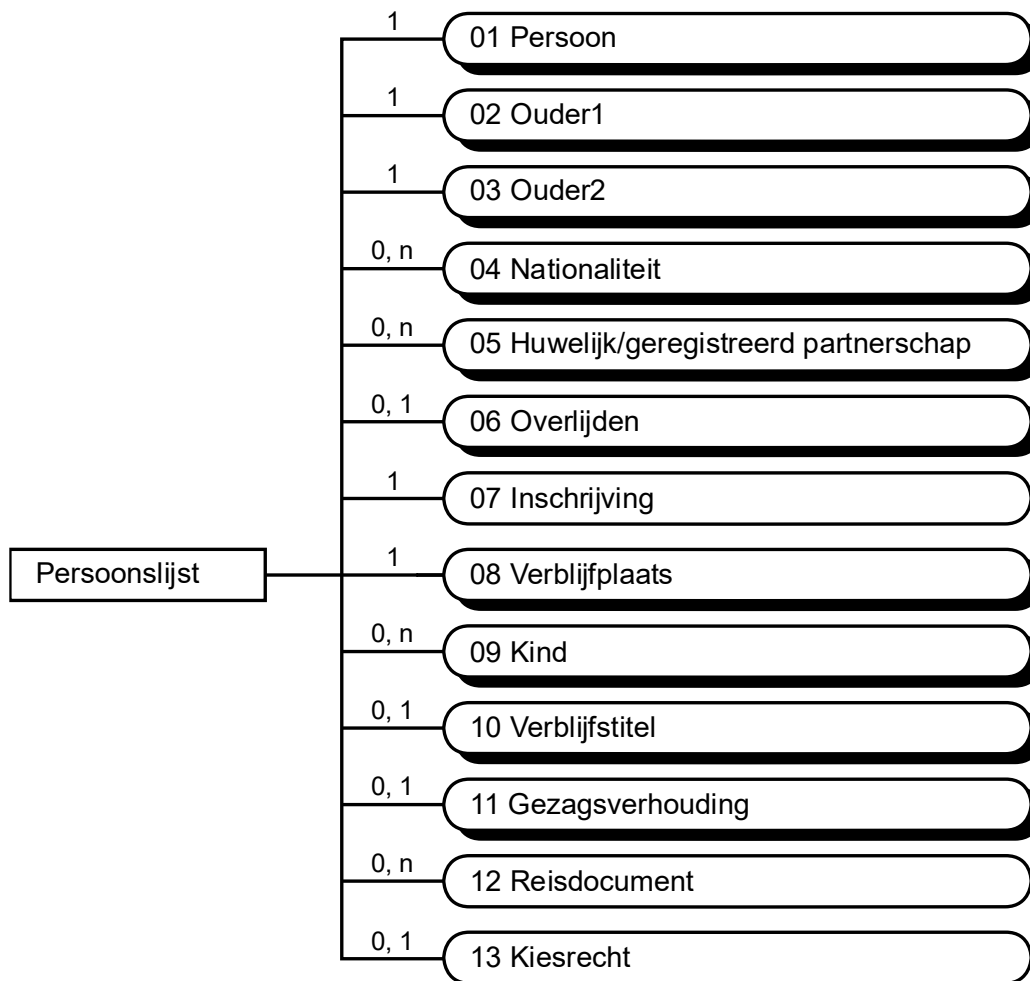 1
01 Persoon
1
02 Ouder1
1
03 Ouder2
0, n
04 Nationaliteit
0, n
05 Huwelijk/geregistreerd partnerschap
0, 1
06 Overlijden
1
07 Inschrijving
Persoonslijst
1
08 Verblijfplaats
0, n
09 Kind
0, 1
10 Verblijfstitel
0, 1
11 Gezagsverhouding
0, n
12 Reisdocument
0, 1
13 Kiesrecht